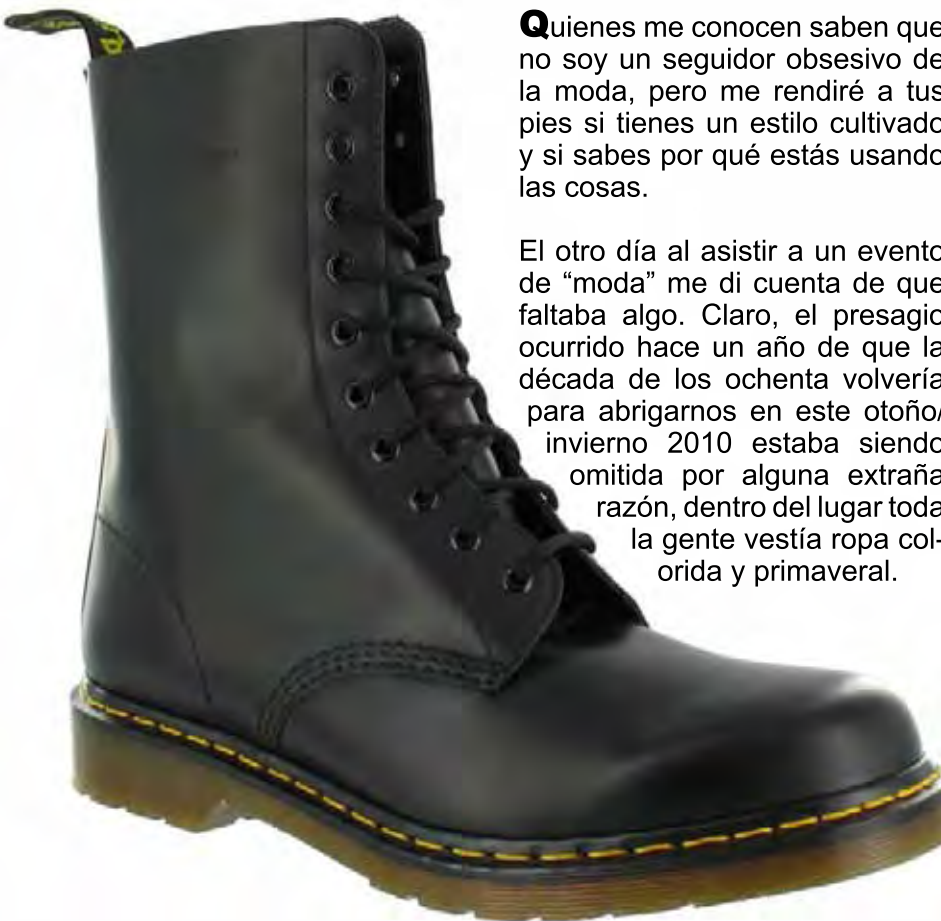 Quienes me conocen saben que
no soy un seguidor obsesivo de
la moda, pero me rendiré a tus
pies si tienes un estilo cultivado
y si sabes por qué estás usando
las cosas.
El otro día al asistir a un evento
de “moda” me di cuenta de que
faltaba algo. Claro, el presagio
ocurrido hace un año de que la
década de los ochenta volvería
para abrigarnos en este otoño/
invierno 2010 estaba siendo
omitida por alguna extraña
razón, dentro del lugar toda
la gente vestía ropa col-
orida y primaveral.